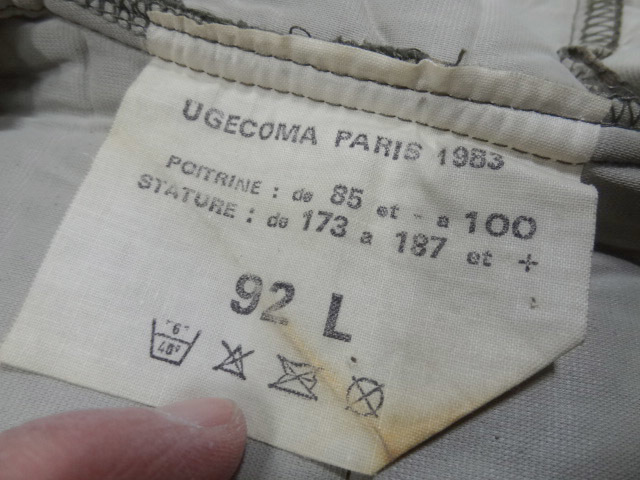 UGECOMA PARIS 1983
POITRINE : de 85 et - a 100
STATURE : de 173 a 187 et +
92 L
-6-
40°